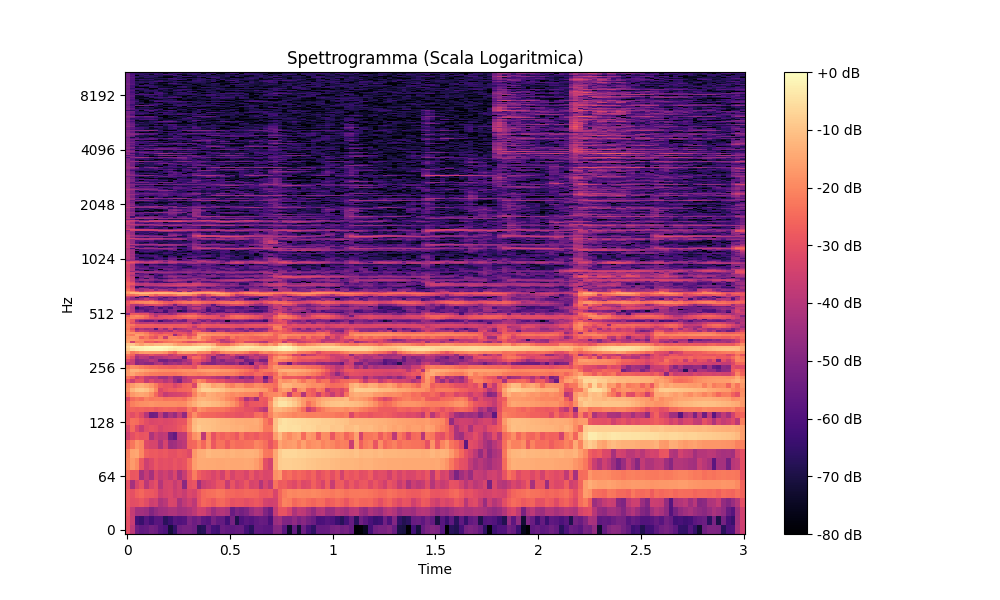 Spettrogramma (Scala Logaritmica)
Hz
8192
4096
2048
1024
512
256
128
64
0
0 0.5 1 1.5 2 2.5 3
Time
+0 dB
-10 dB
-20 dB
-30 dB
-40 dB
-50 dB
-60 dB
-70 dB
-80 dB